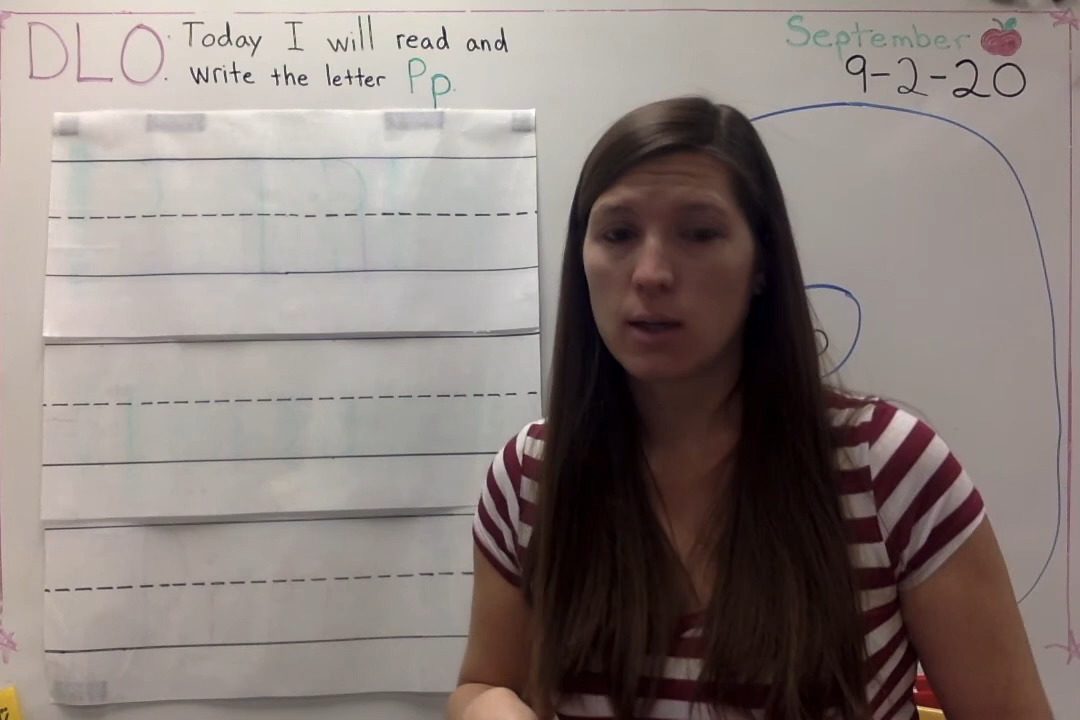 DLO: Today I will read and
write the letter Pp.
September
9-2-20